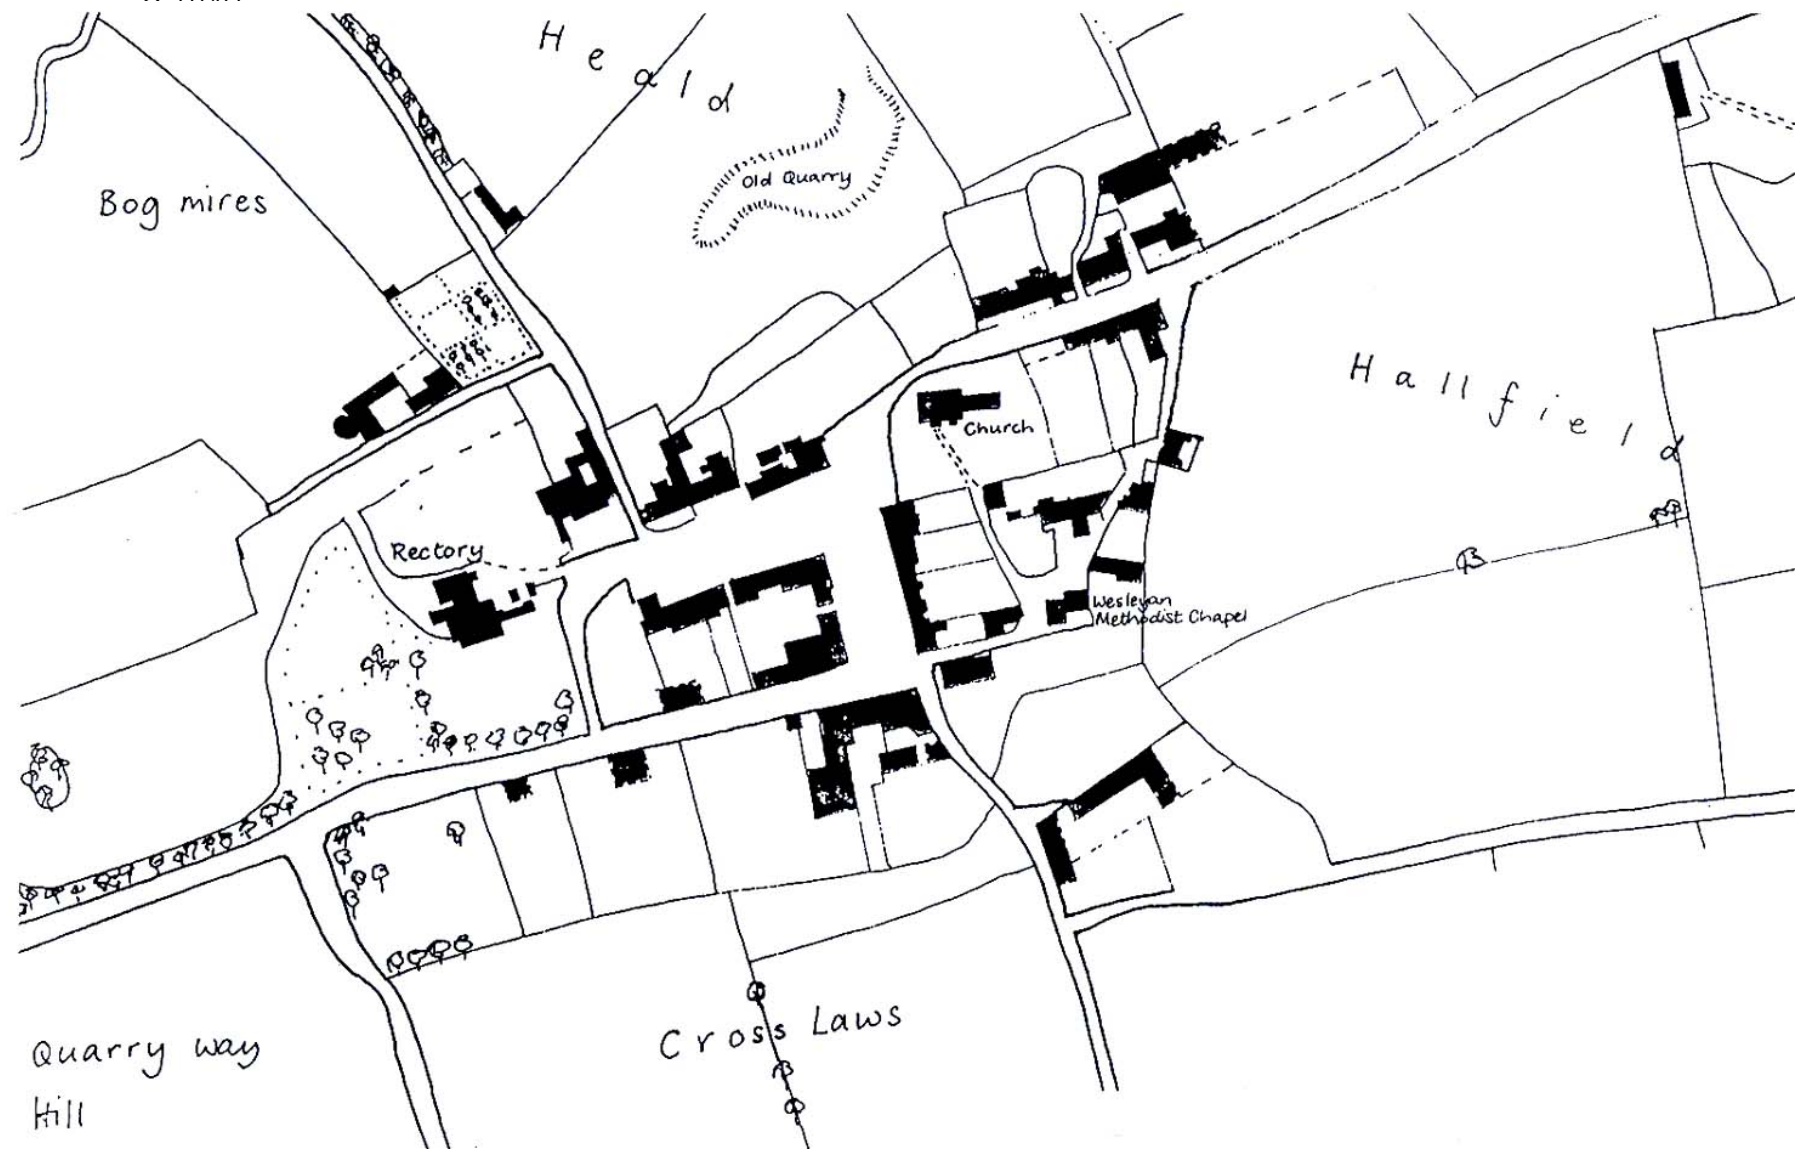 Heald
Old Quarry
Bog mires
Hallfield
Church
Rectory
Wesleyan
Methodist Chapel
Cross Laws
Quarry way
Hill